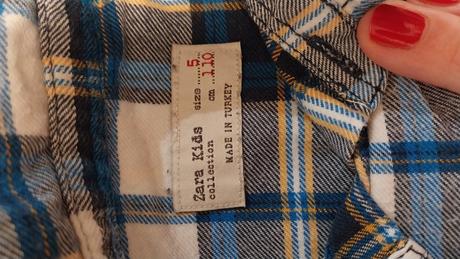 Zara Kids
collection
size.......5..
cm ..110
MADE IN TURKEY